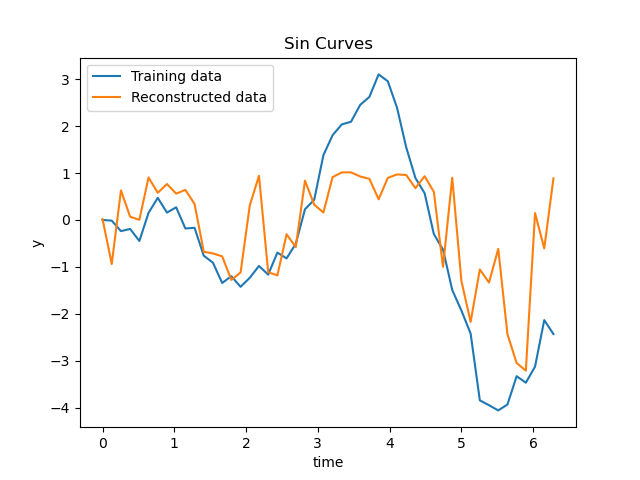 Sin Curves
Training data
Reconstructed data
3
2
1
0
−1
−2
−3
−4
y
0 1 2 3 4 5 6
time